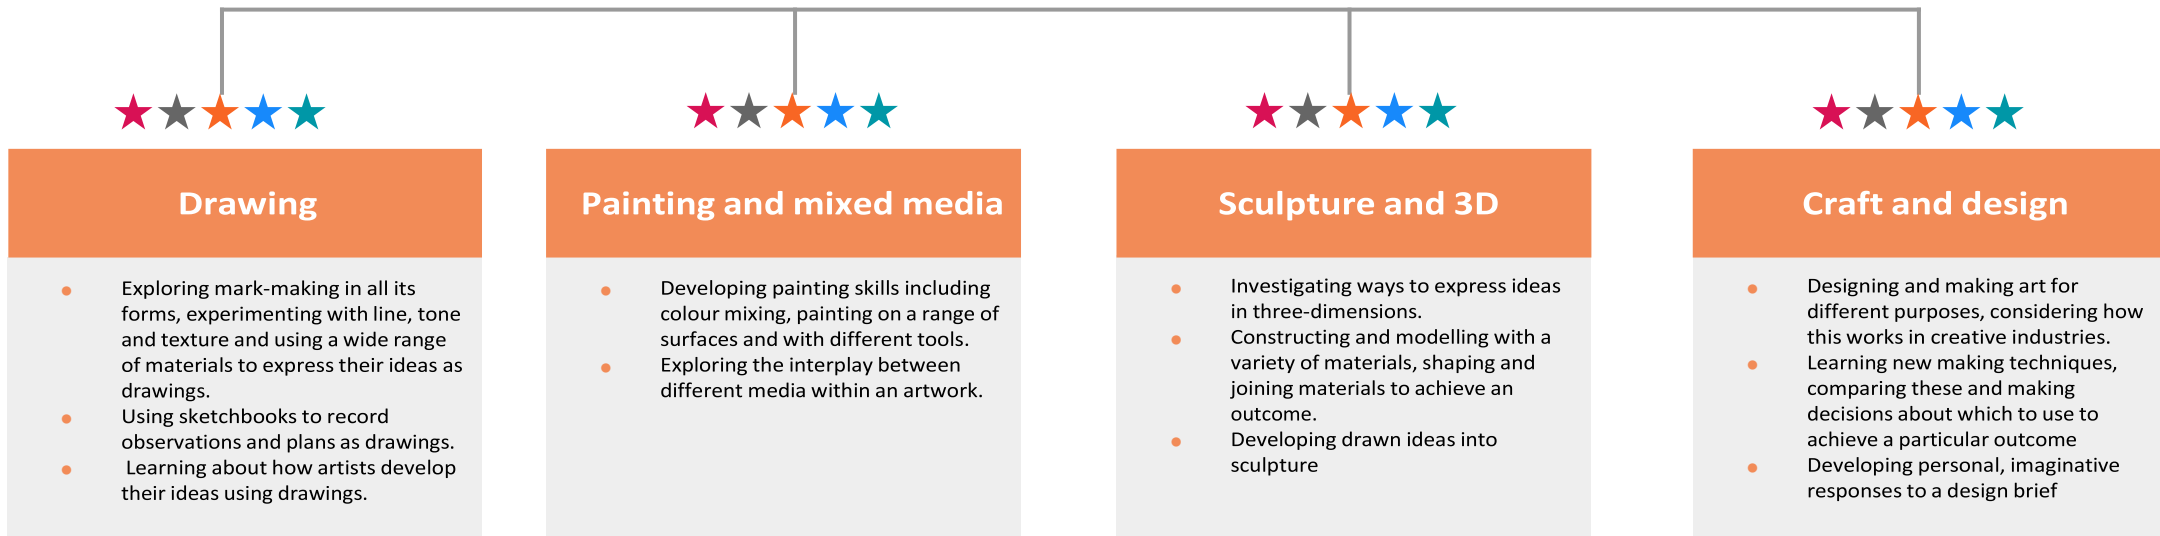 Drawing
• Exploring mark-making in all its
forms, experimenting with line, tone
and texture and using a wide range
of materials to express their ideas as
drawings.
• Using sketchbooks to record
observations and plans as drawings.
• Learning about how artists develop
their ideas using drawings.
Painting and mixed media
• Developing painting skills including
colour mixing, painting on a range of
surfaces and with different tools.
• Exploring the interplay between
different media within an artwork.
Sculpture and 3D
• Investigating ways to express ideas
in three-dimensions.
• Constructing and modelling with a
variety of materials, shaping and
joining materials to achieve an
outcome.
• Developing drawn ideas into
sculpture
Craft and design
• Designing and making art for
different purposes, considering how
this works in creative industries.
• Learning new making techniques,
comparing these and making
decisions about which to use to
achieve a particular outcome
• Developing personal, imaginative
responses to a design brief